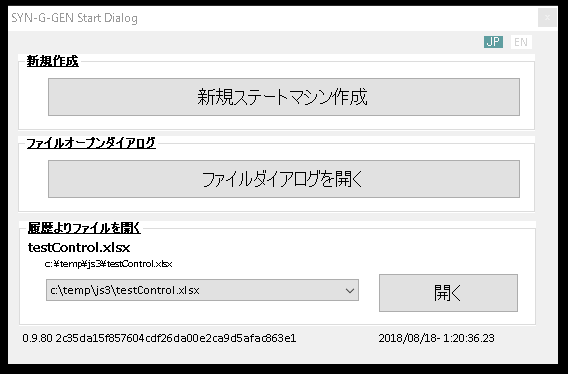 SYN-G-GEN Start Dialog
JP EN
新規作成
新規ステートマシン作成
ファイルオープンダイアログ
ファイルダイアログを開く
履歴よりファイルを開く
testControl.xlsx
c:¥temp¥js3¥testControl.xlsx
c:\temp\js3\testControl.xlsx
開く
0.9.80 2c35da15f857604cdf26da00e2ca9d5afac863e1 2018/08/18- 1:20:36.23